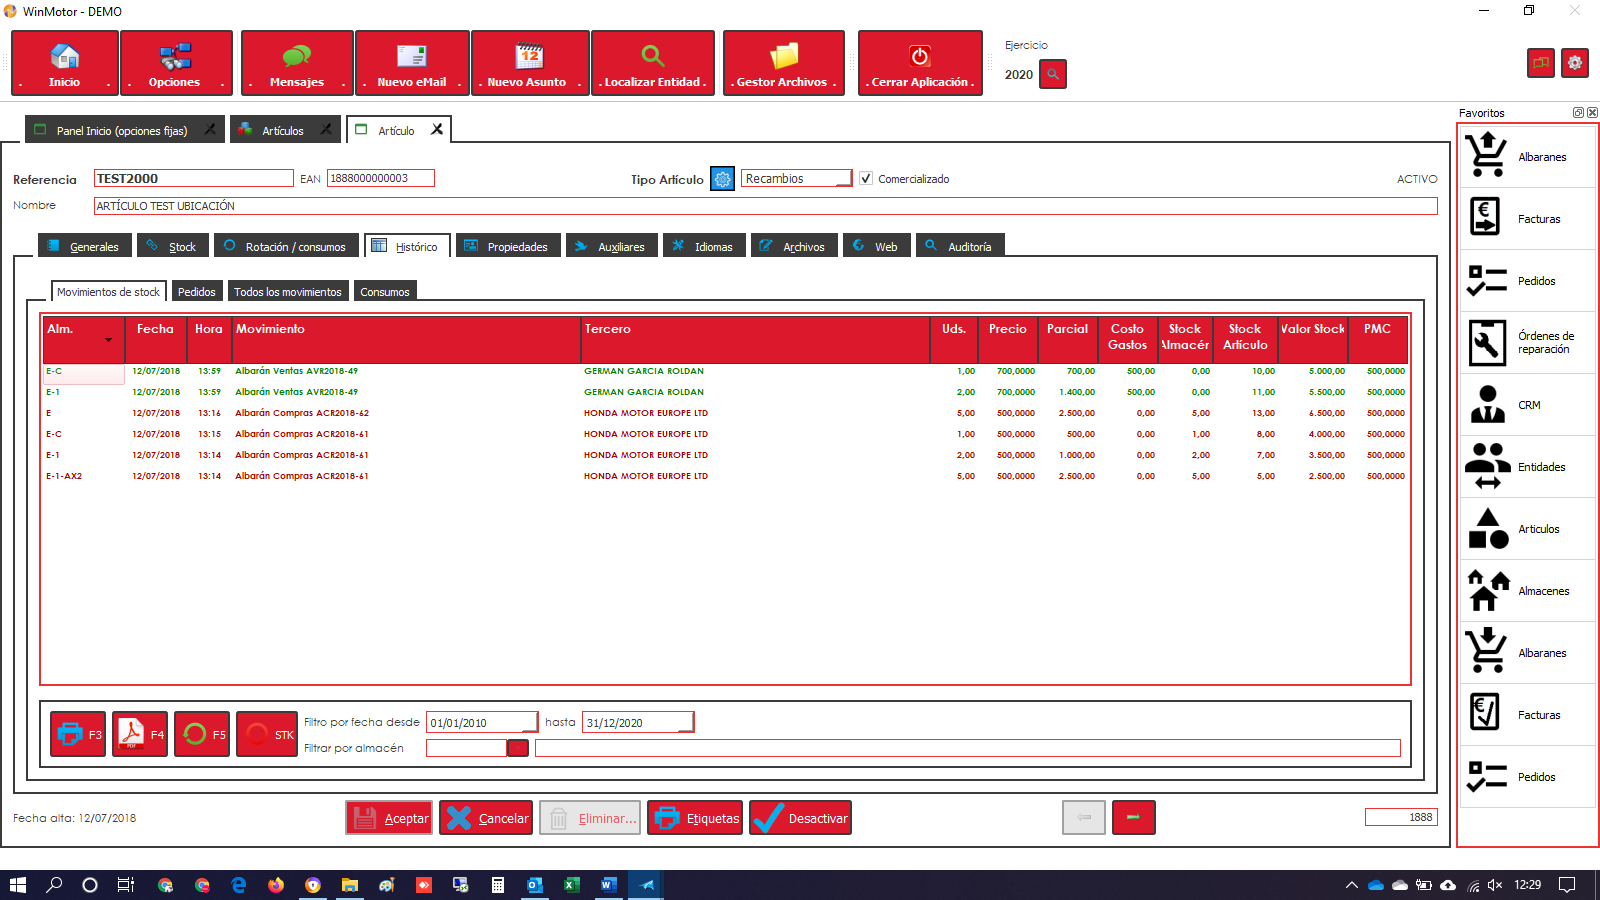 WinMotor - DEMO
. Inicio .
. Opciones .
. Mensajes .
. Nuevo eMail .
. Nuevo Asunto .
. Localizar Entidad .
. Gestor Archivos .
. Cerrar Aplicación .
Ejercicio
2020
Panel Inicio (opciones fijas)
Artículos
Artículo
Favoritos
Referencia TEST2000 EAN 1888000000003 Tipo Artículo Recambios Comercializado ACTIVO
Nombre ARTÍCULO TEST UBICACIÓN
Generales Stock Rotación / consumos Histórico Propiedades Auxiliares Idiomas Archivos Web Auditoría
Movimientos de stock Pedidos Todos los movimientos Consumos
Alm. Fecha Hora Movimiento Tercero Uds. Precio Parcial Costo Gastos Stock Almacén Stock Artículo Valor Stock PMC
E-C 12/07/2018 13:59 Albarán Ventas AVR2018-49 GERMAN GARCIA ROLDAN 1,00 700,0000 700,00 500,00 0,00 10,00 5.000,00 500,0000
E-1 12/07/2018 13:59 Albarán Ventas AVR2018-49 GERMAN GARCIA ROLDAN 2,00 700,0000 1.400,00 500,00 0,00 11,00 5.500,00 500,0000
E 12/07/2018 13:16 Albarán Compras ACR2018-62 HONDA MOTOR EUROPE LTD 5,00 500,0000 2.500,00 0,00 5,00 13,00 6.500,00 500,0000
E-C 12/07/2018 13:15 Albarán Compras ACR2018-61 HONDA MOTOR EUROPE LTD 1,00 500,0000 500,00 0,00 1,00 8,00 4.000,00 500,0000
E-1 12/07/2018 13:14 Albarán Compras ACR2018-61 HONDA MOTOR EUROPE LTD 2,00 500,0000 1.000,00 0,00 2,00 7,00 3.500,00 500,0000
E-1-AX2 12/07/2018 13:14 Albarán Compras ACR2018-61 HONDA MOTOR EUROPE LTD 5,00 500,0000 2.500,00 0,00 5,00 5,00 2.500,00 500,0000
F3 F4 F5 STK
PDF
Filtro por fecha desde 01/01/2010 hasta 31/12/2020
Filtrar por almacén
Fecha alta: 12/07/2018
Aceptar Cancelar Eliminar... Etiquetas Desactivar
1888
Albaranes
Facturas
Pedidos
Órdenes de
reparación
CRM
Entidades
Articulos
Almacenes
Albaranes
Facturas
Pedidos
12:29